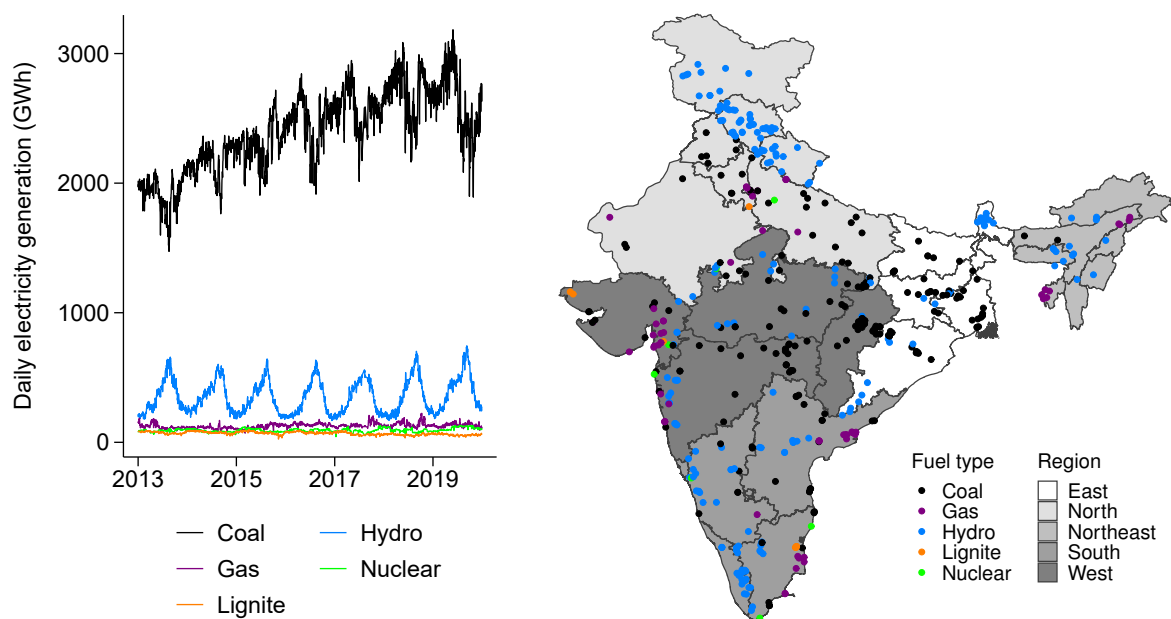 Daily electricity generation (GWh)
3000
2000
1000
0
2013 2015 2017 2019
Coal Hydro
Gas Nuclear
Lignite
Fuel type
Coal
Gas
Hydro
Lignite
Nuclear
Region
East
North
Northeast
South
West